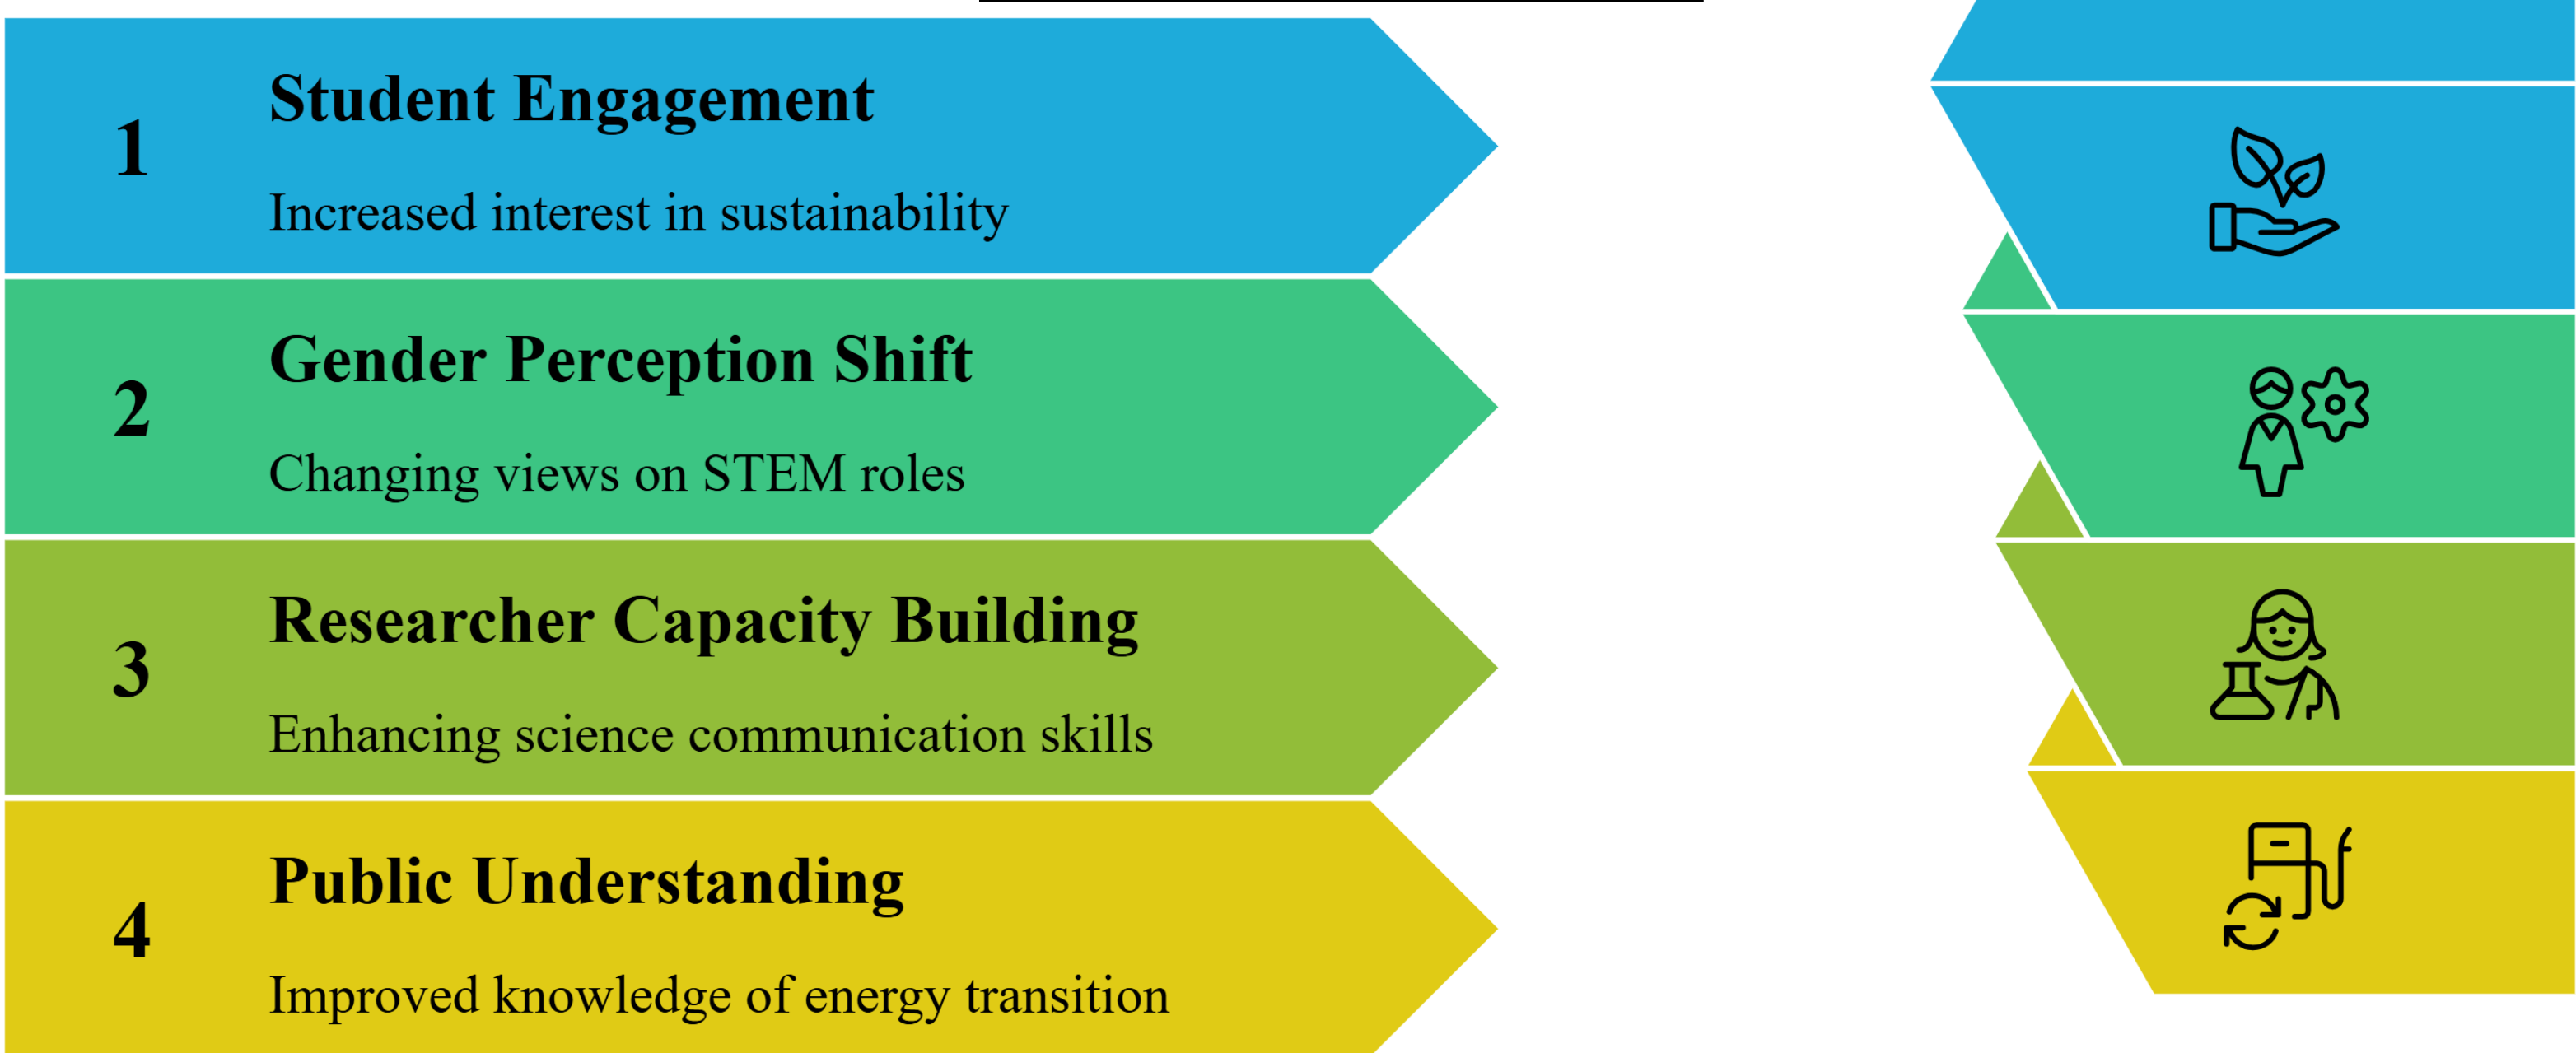 1
Student Engagement
Increased interest in sustainability
2
Gender Perception Shift
Changing views on STEM roles
3
Researcher Capacity Building
Enhancing science communication skills
4
Public Understanding
Improved knowledge of energy transition